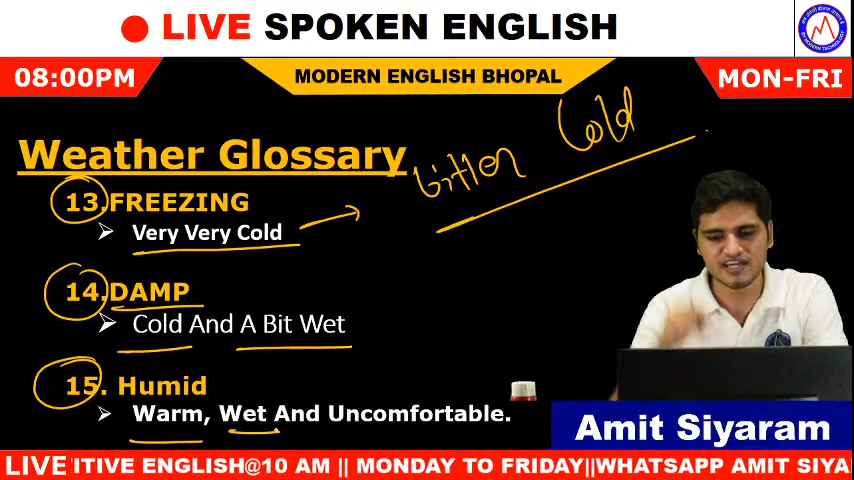 LIVE SPOKEN ENGLISH
08:00PM
MODERN ENGLISH BHOPAL
MON-FRI
Weather Glossary
bitter Cold
13.FREEZING
Very Very Cold
14.DAMP
Cold And A Bit Wet
15. Humid
Warm, Wet And Uncomfortable.
Amit Siyaram
LIVE ITIVE ENGLISH@10 AM || MONDAY TO FRIDAY||WHATSAPP AMIT SIYA